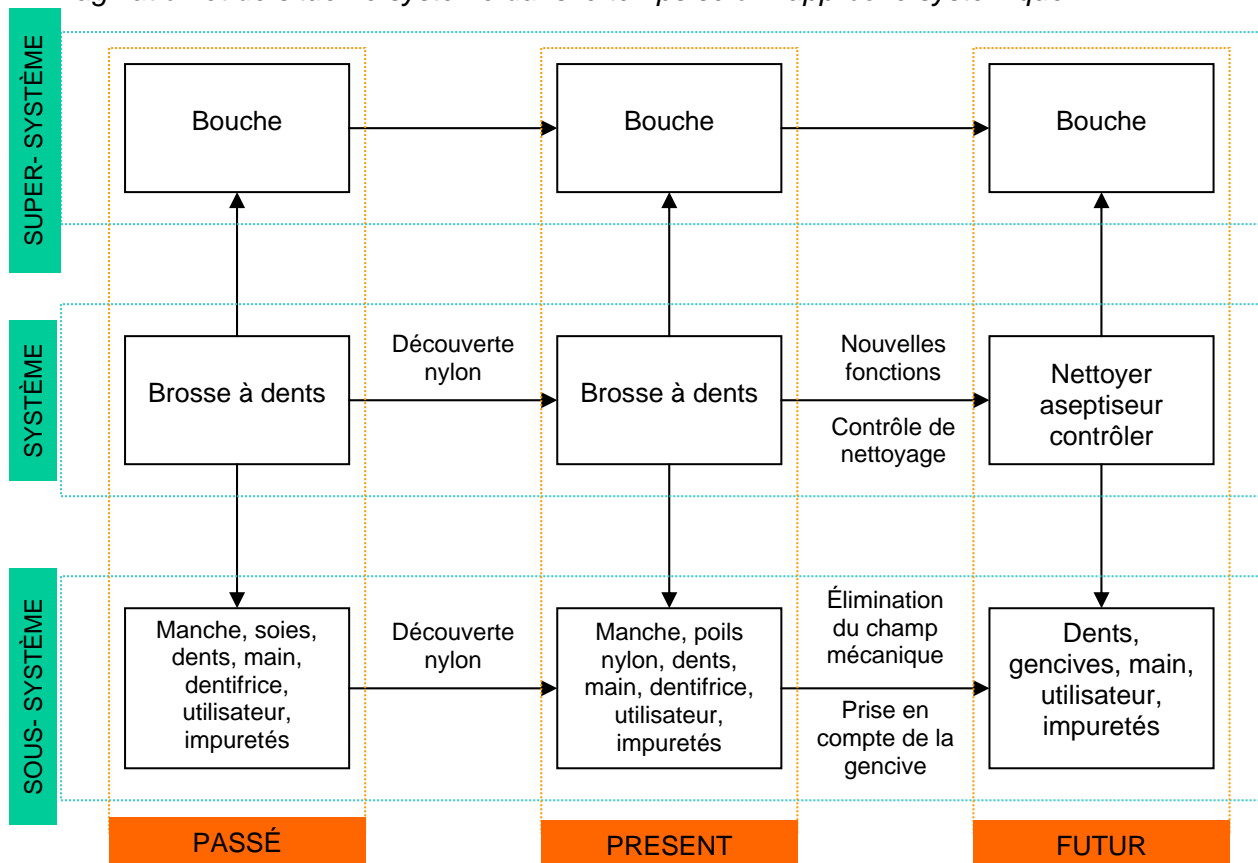 SUPER- SYSTÈME
Bouche
Bouche
Bouche
SYSTÈME
Brosse à dents
Découverte
nylon
Brosse à dents
Nouvelles
fonctions
Contrôle de
nettoyage
Nettoyer
aseptiseur
contrôler
SOUS- SYSTÈME
Manche, soies,
dents, main,
dentifrice,
utilisateur,
impuretés
Découverte
nylon
Manche, poils
nylon, dents,
main, dentifrice,
utilisateur,
impuretés
Élimination
du champ
mécanique
Prise en
compte de la
gencive
Dents,
gencives, main,
utilisateur,
impuretés
PASSÉ
PRESENT
FUTUR